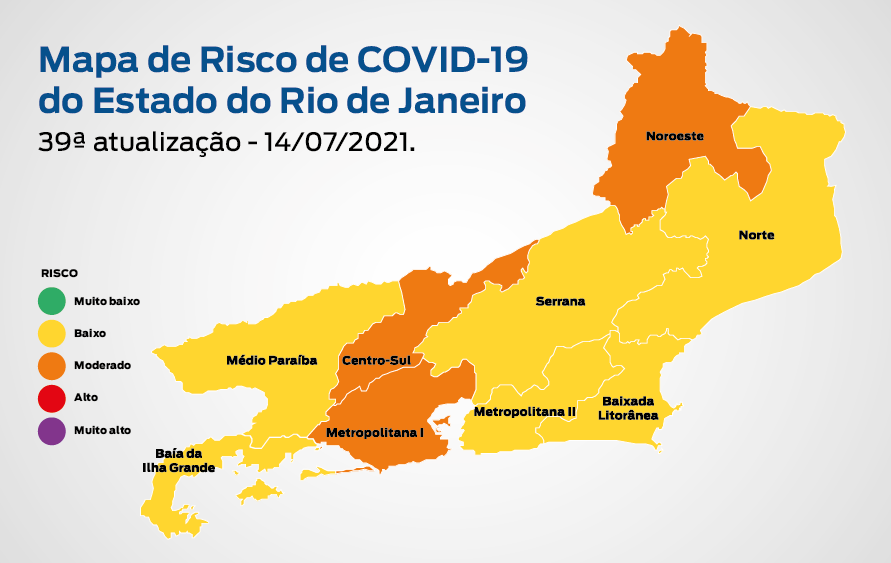 Mapa de Risco de COVID-19
do Estado do Rio de Janeiro
39ª atualização - 14/07/2021.
RISCO
Muito baixo
Baixo
Moderado
Alto
Muito alto
Noroeste
Norte
Serrana
Médio Paraíba
Centro-Sul
Metropolitana II
Baixada
Litorânea
Metropolitana I
Baía da
Ilha Grande